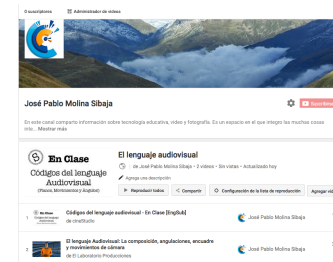 0 suscriptores Administrador de videos
José Pablo Molina Sibaja
Suscribirse
En este canal comparto información sobre tecnología educativa, video y fotografía. Es un espacio en el que integro las muchas cosas
inte... Mostrar más
En Clase
Códigos del lenguaje
Audiovisual
(Planos, Movimientos y Ángulos)
El lenguaje audiovisual
de José Pablo Molina Sibaja • 2 videos • Sin vistas • Actualizado hoy
Agregar una descripción
Reproducir todos Compartir Configuración de la lista de reproducción Agregar vid
1 Códigos del lenguaje audiovisual - En Clase [EngSub] José Pablo Molina Sibaja
de cineStudio
2 El lenguaje Audiovisual: La composición, angulaciones, encuadre José Pablo Molina Sibaja
y movimientos de cámara
de El Laboratorio Producciones